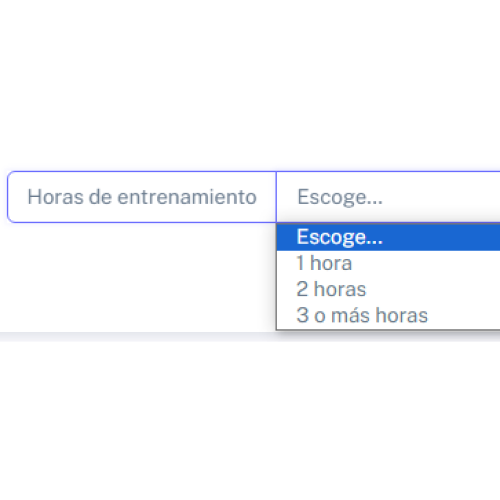 Horas de entrenamiento Escoge...
Escoge...
1 hora
2 horas
3 o más horas